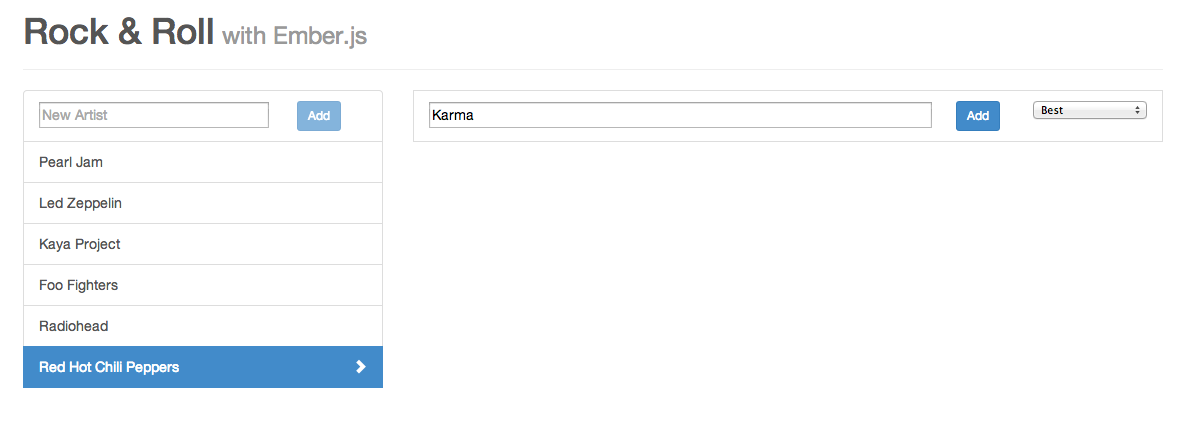 Rock & Roll with Ember.js
New Artist Add
Pearl Jam
Led Zeppelin
Kaya Project
Foo Fighters
Radiohead
Red Hot Chili Peppers
Karma Add Best